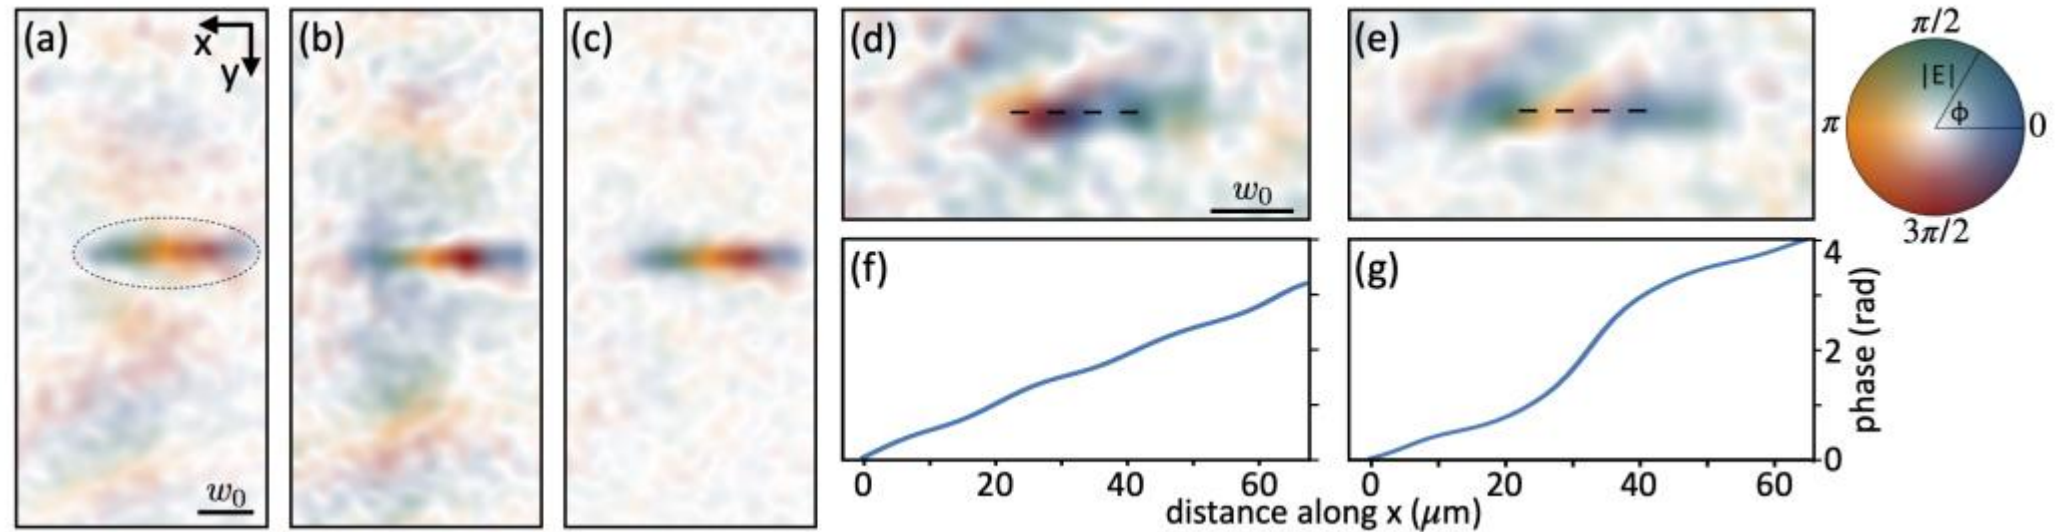 (a)
x
y
w₀
(b)
(c)
(d)
w₀
(e)
π/2
|E|
ϕ
π
0
3π/2
(f)
(g)
4
2
0
phase (rad)
0 20 40 60
0 20 40 60
distance along x (μm)